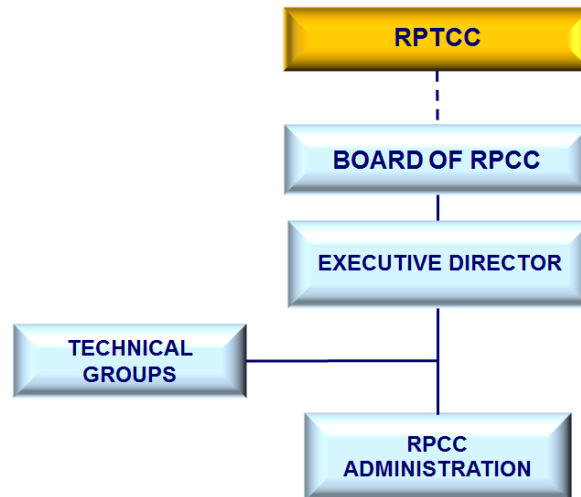 RPTCC
BOARD OF RPCC
EXECUTIVE DIRECTOR
TECHNICAL
GROUPS
RPCC
ADMINISTRATION